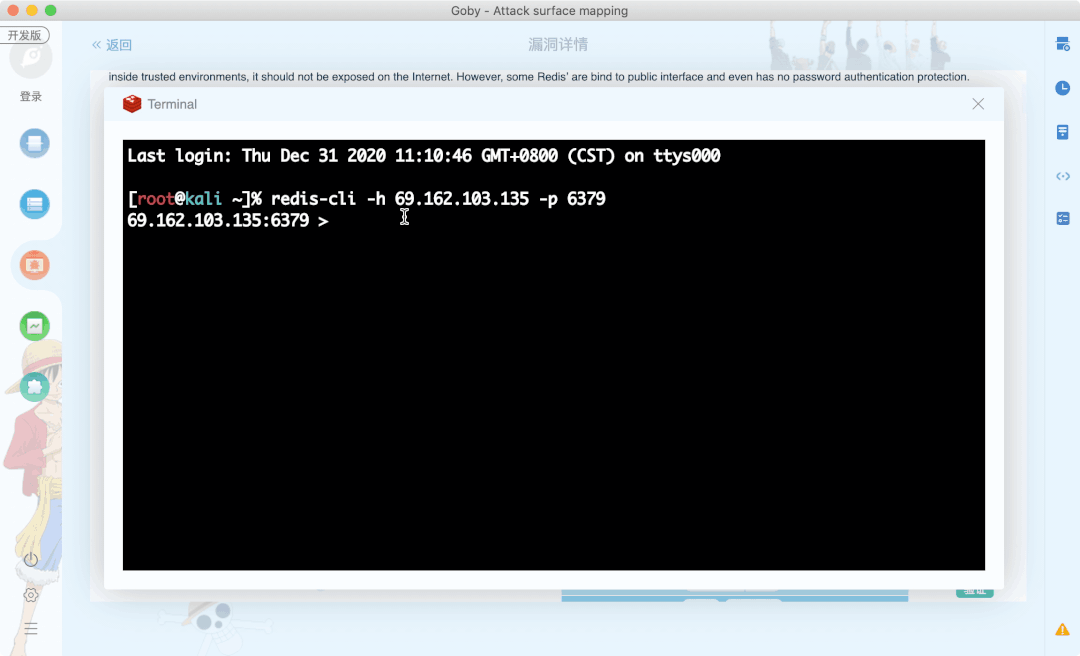 Goby - Attack surface mapping
开发版
« 返回
漏洞详情
登录
inside trusted environments, it should not be exposed on the Internet. However, some Redis’ are bind to public interface and even has no password authentication protection.
Terminal
Last login: Thu Dec 31 2020 11:10:46 GMT+0800 (CST) on ttys000
[root@kali ~]% redis-cli -h 69.162.103.135 -p 6379
69.162.103.135:6379 >
验证